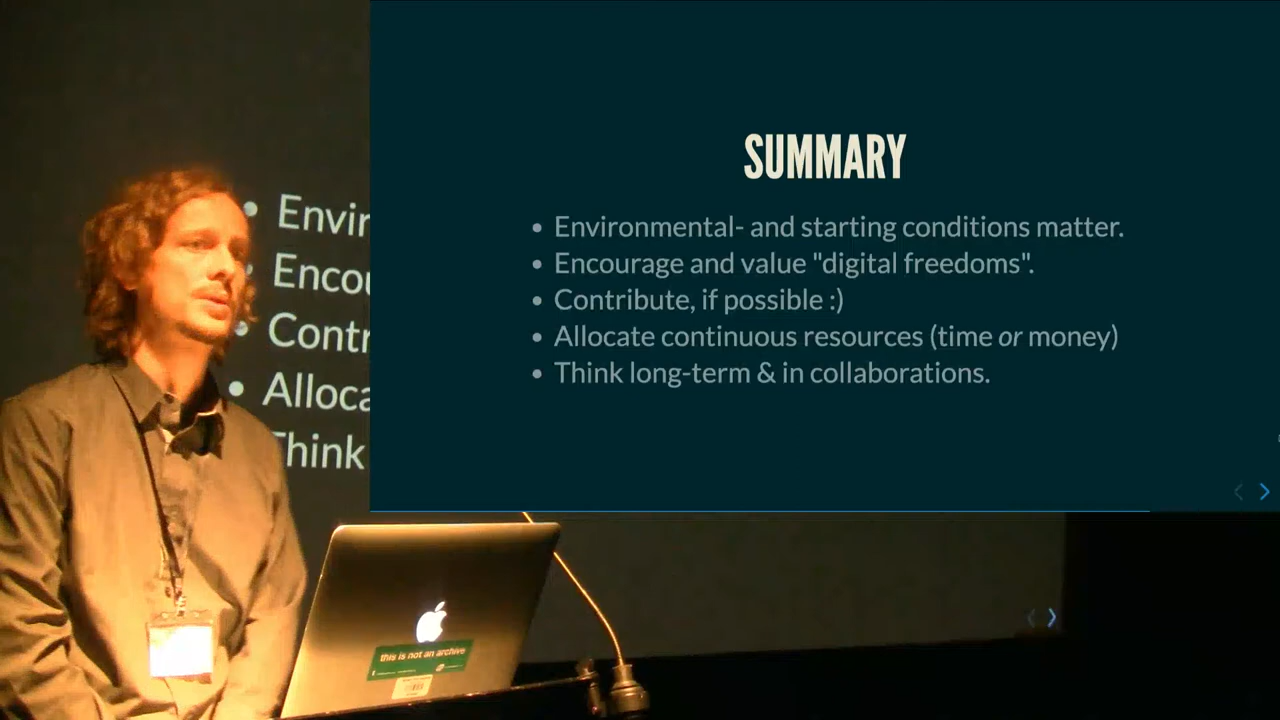 SUMMARY
• Environmental- and starting conditions matter.
• Encourage and value "digital freedoms".
• Contribute, if possible :)
• Allocate continuous resources (time or money)
• Think long-term & in collaborations.
• Envir
• Encou
• Contr
• Alloca
Think
this is not an archive